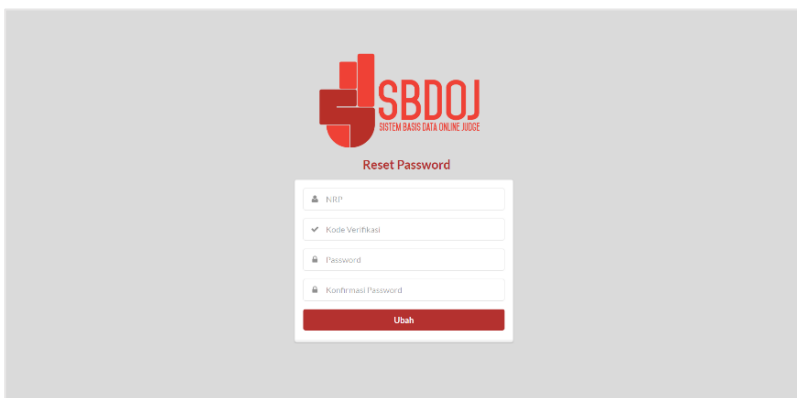 SBDOJ
SISTEM BASIS DATA ONLINE JUDGE
Reset Password
NRP
Kode Verifikasi
Password
Konfirmasi Password
Ubah